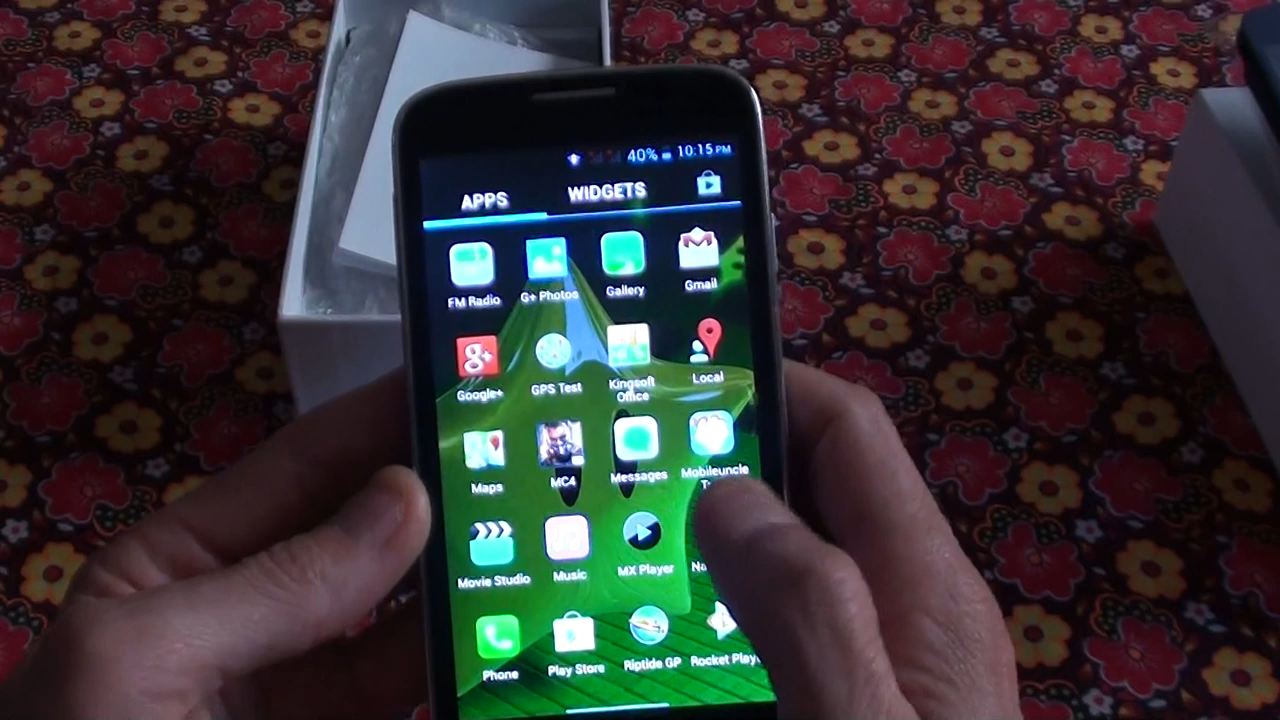 40% 10:15 PM
APPS WIDGETS
FM Radio G+ Photos Gallery Gmail
Google+ GPS Test Kingsoft Office Local
Maps MC4 Messages Mobileuncle
Movie Studio Music MX Player
Phone Play Store Riptide GP Rocket